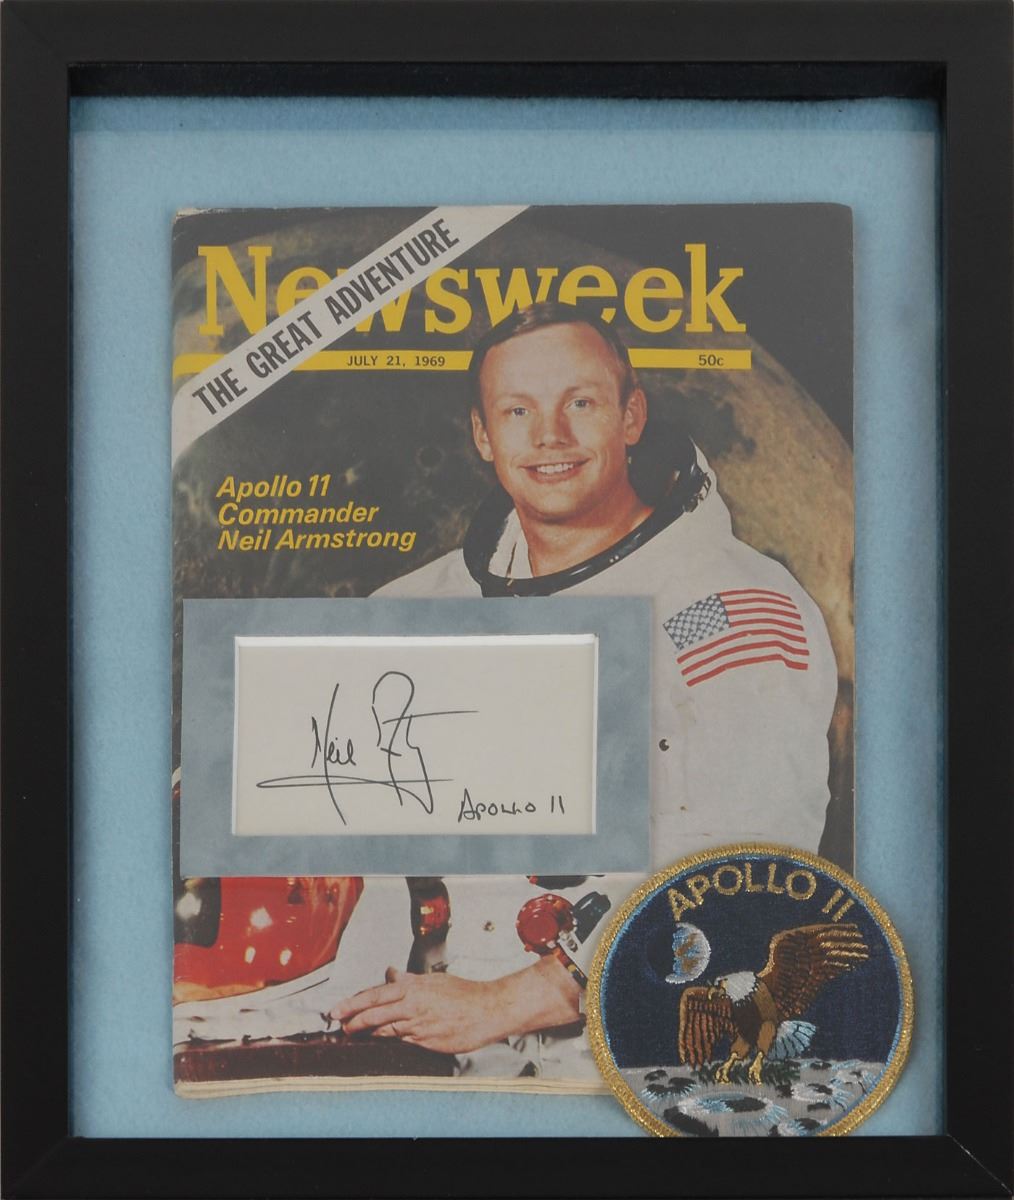 THE GREAT ADVENTURE
Newsweek
JULY 21, 1969
50c
Apollo 11
Commander
Neil Armstrong
Neil
APOLLO 11
APOLLO 11